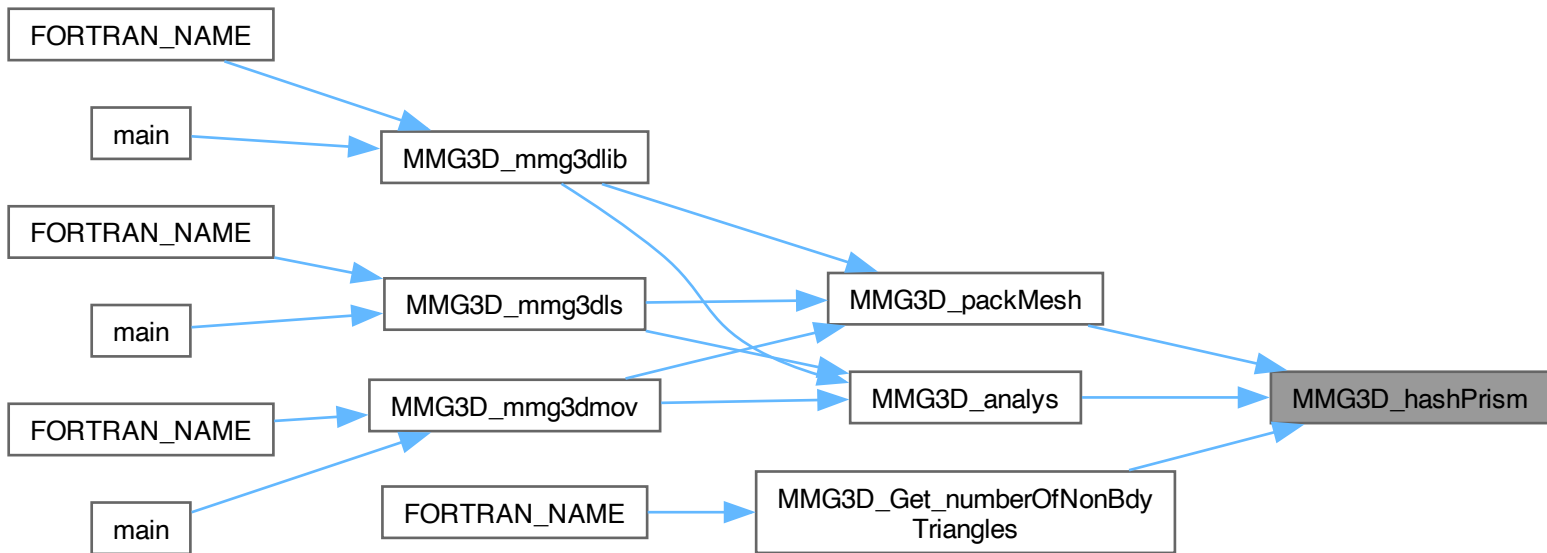 FORTRAN_NAME
main
MMG3D_mmg3dlib
FORTRAN_NAME
MMG3D_packMesh
MMG3D_mmg3dls
main
MMG3D_analys
MMG3D_hashPrism
MMG3D_mmg3dmov
FORTRAN_NAME
MMG3D_Get_numberOfNonBdy
Triangles
FORTRAN_NAME
main